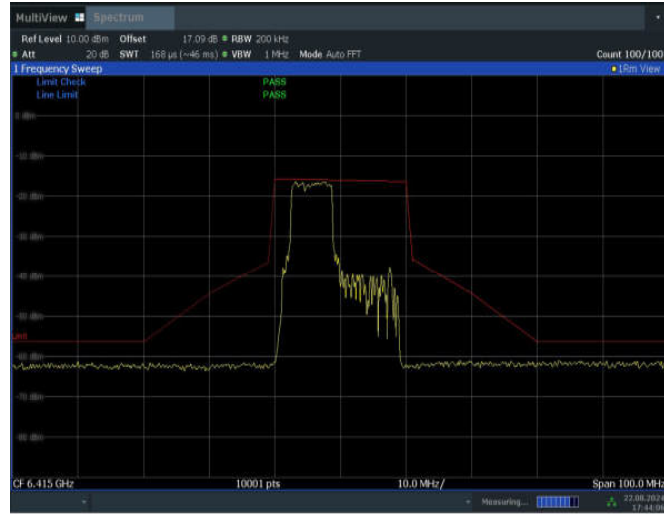 MultiView Spectrum
Ref Level 10.00 dBm Offset 17.09 dB RBW 200 kHz
Att 20 dB SWT 168 µs (~46 ms) VBW 1 MHz Mode Auto FFT Count 100/100
1 Frequency Sweep 1Rm View
Limit Check PASS
Line Limit PASS
0 dBm
-10 dBm
-20 dBm
-30 dBm
-40 dBm
-50 dBm
-60 dBm
-70 dBm
-80 dBm
CF 6.415 GHz 10001 pts 10.0 MHz/ Span 100.0 MHz
Measuring... 22.08.2024
17:44:06